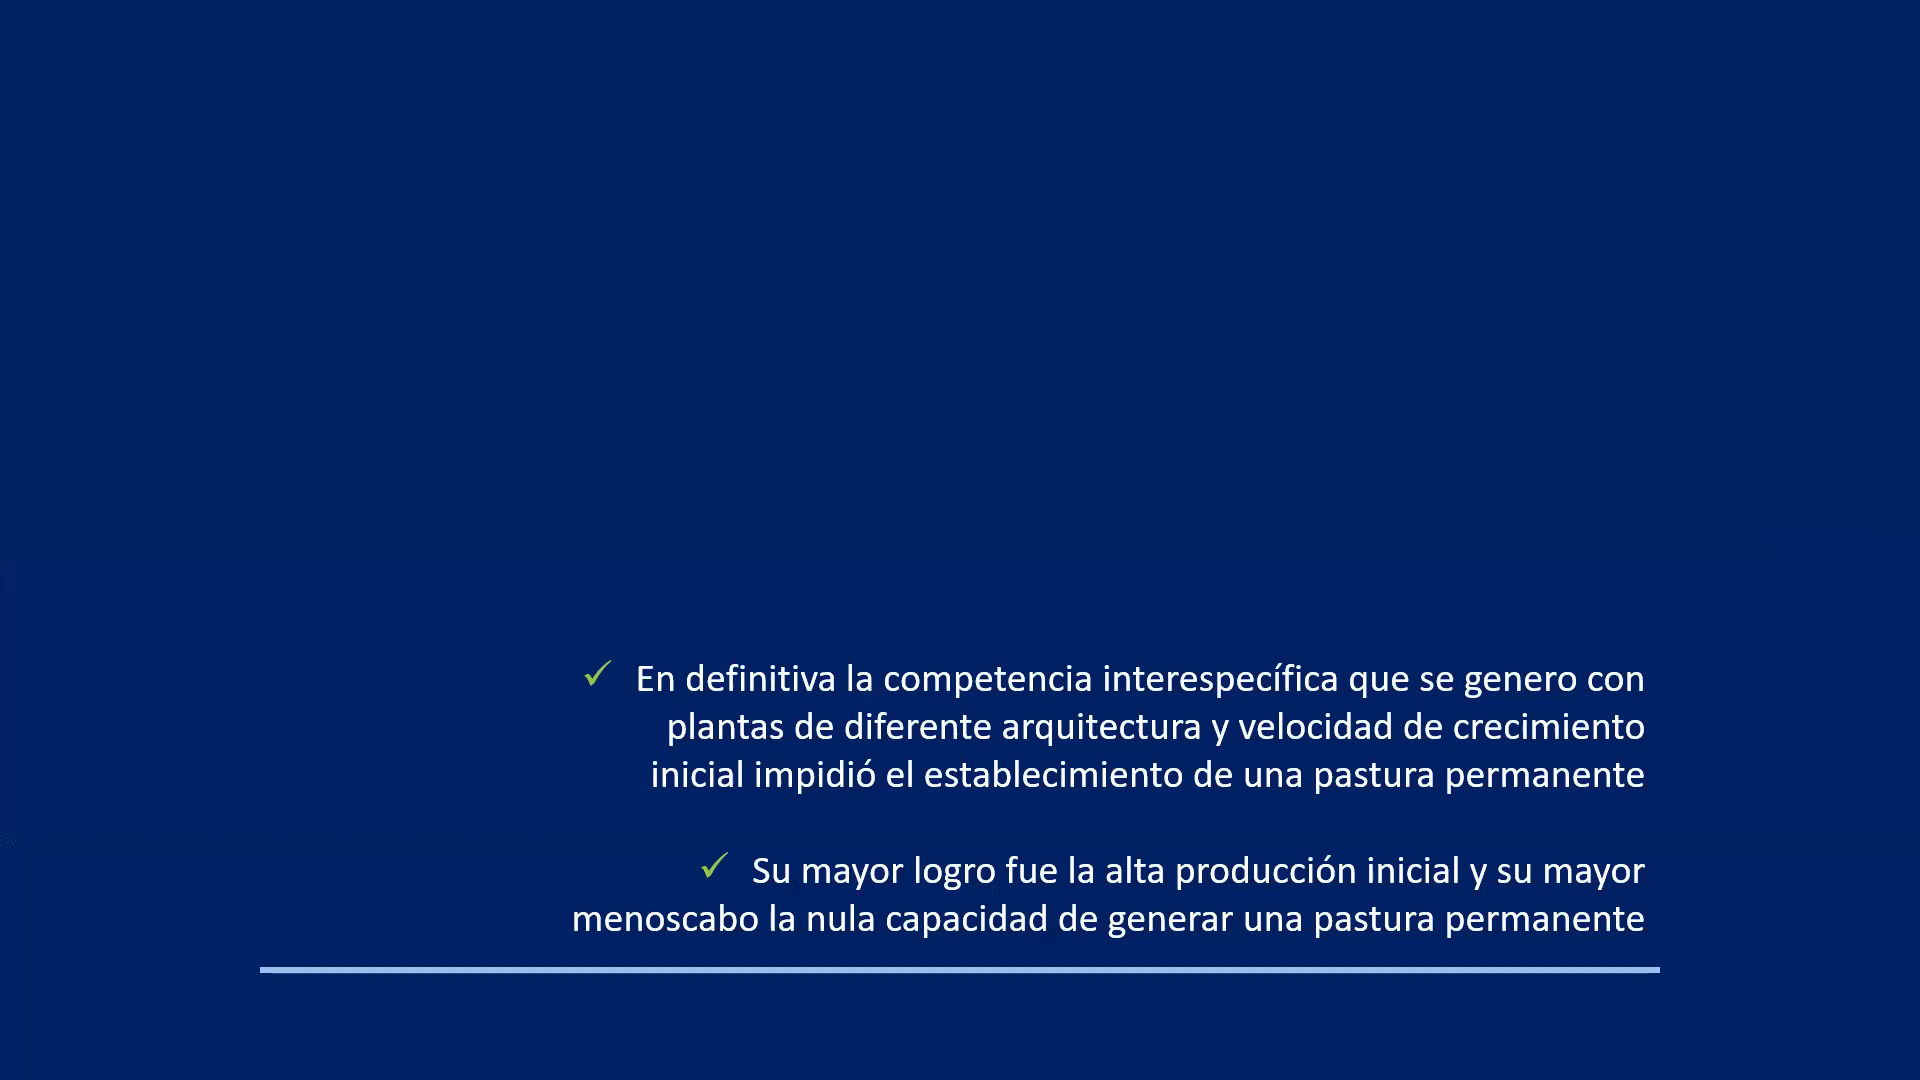 ✓ En definitiva la competencia interespecífica que se genero con
plantas de diferente arquitectura y velocidad de crecimiento
inicial impidió el establecimiento de una pastura permanente
✓ Su mayor logro fue la alta producción inicial y su mayor
menoscabo la nula capacidad de generar una pastura permanente